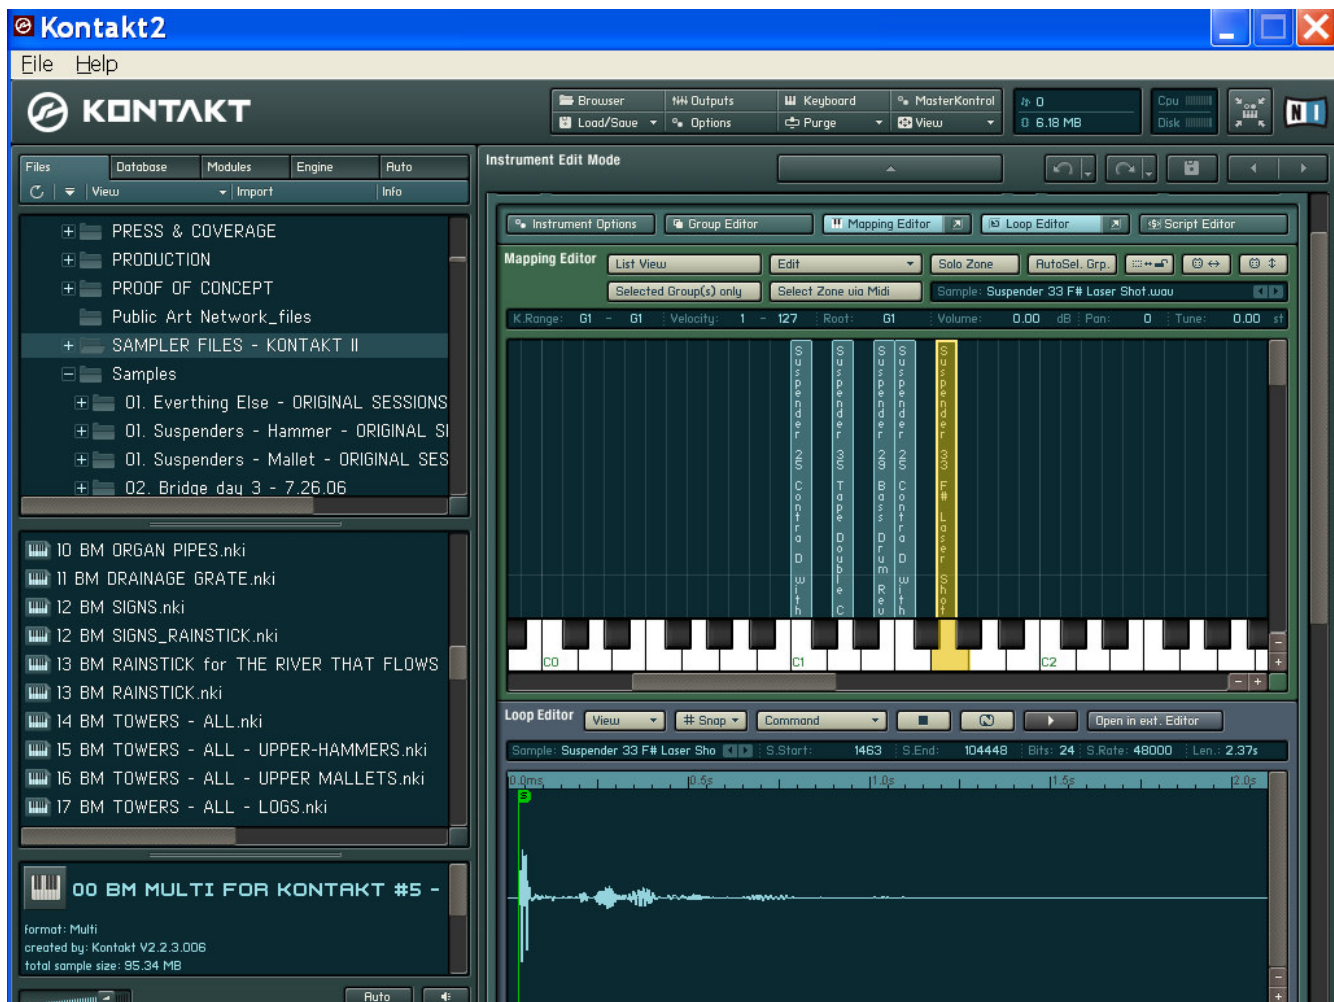 Kontakt2
File Help
KONTAKT
Browser Outputs Keyboard MasterKontrol
Load/Save Options Purge View
0
6.18 MB
Cpu
Disk
NI
Files Database Modules Engine Auto
View Import Info
PRESS & COVERAGE
PRODUCTION
PROOF OF CONCEPT
Public Art Network_files
SAMPLER FILES - KONTAKT II
Samples
01. Everthing Else - ORIGINAL SESSIONS
01. Suspenders - Hammer - ORIGINAL SI
01. Suspenders - Mallet - ORIGINAL SES
02. Bridge day 3 - 7.26.06
10 BM ORGAN PIPES.nki
11 BM DRAINAGE GRATE.nki
12 BM SIGNS.nki
12 BM SIGNS_RAINSTICK.nki
13 BM RAINSTICK for THE RIVER THAT FLOWS
13 BM RAINSTICK.nki
14 BM TOWERS - ALL.nki
15 BM TOWERS - ALL - UPPER-HAMMERS.nki
16 BM TOWERS - ALL - UPPER MALLETS.nki
17 BM TOWERS - ALL - LOGS.nki
00 BM MULTI FOR KONTAKT #5 -
format: Multi
created by: Kontakt V2.2.3.006
total sample size: 95.34 MB
Auto
Instrument Edit Mode
Instrument Options Group Editor Mapping Editor Loop Editor Script Editor
Mapping Editor List View Edit Solo Zone AutoSel. Grp.
Selected Group(s) only Select Zone via Midi Sample: Suspender 33 F# Laser Shot.wav
K.Range: G1 - G1 Velocity: 1 - 127 Root: G1 Volume: 0.00 dB Pan: 0 Tune: 0.00 st
Suspender 25 Contra D with
Suspender 35 Tape Double C
Suspender 29 Bass Drum Rev
Suspender 25 Contra D with
Suspender 33 F# Laser Shot
C0 C1 C2
Loop Editor View # Snap Command Open in ext. Editor
Sample: Suspender 33 F# Laser Sho S.Start: 1463 S.End: 104448 Bits: 24 S.Rate: 48000 Len.: 2.37s
0.0ms 0.5s 1.0s 1.5s 2.0s
S